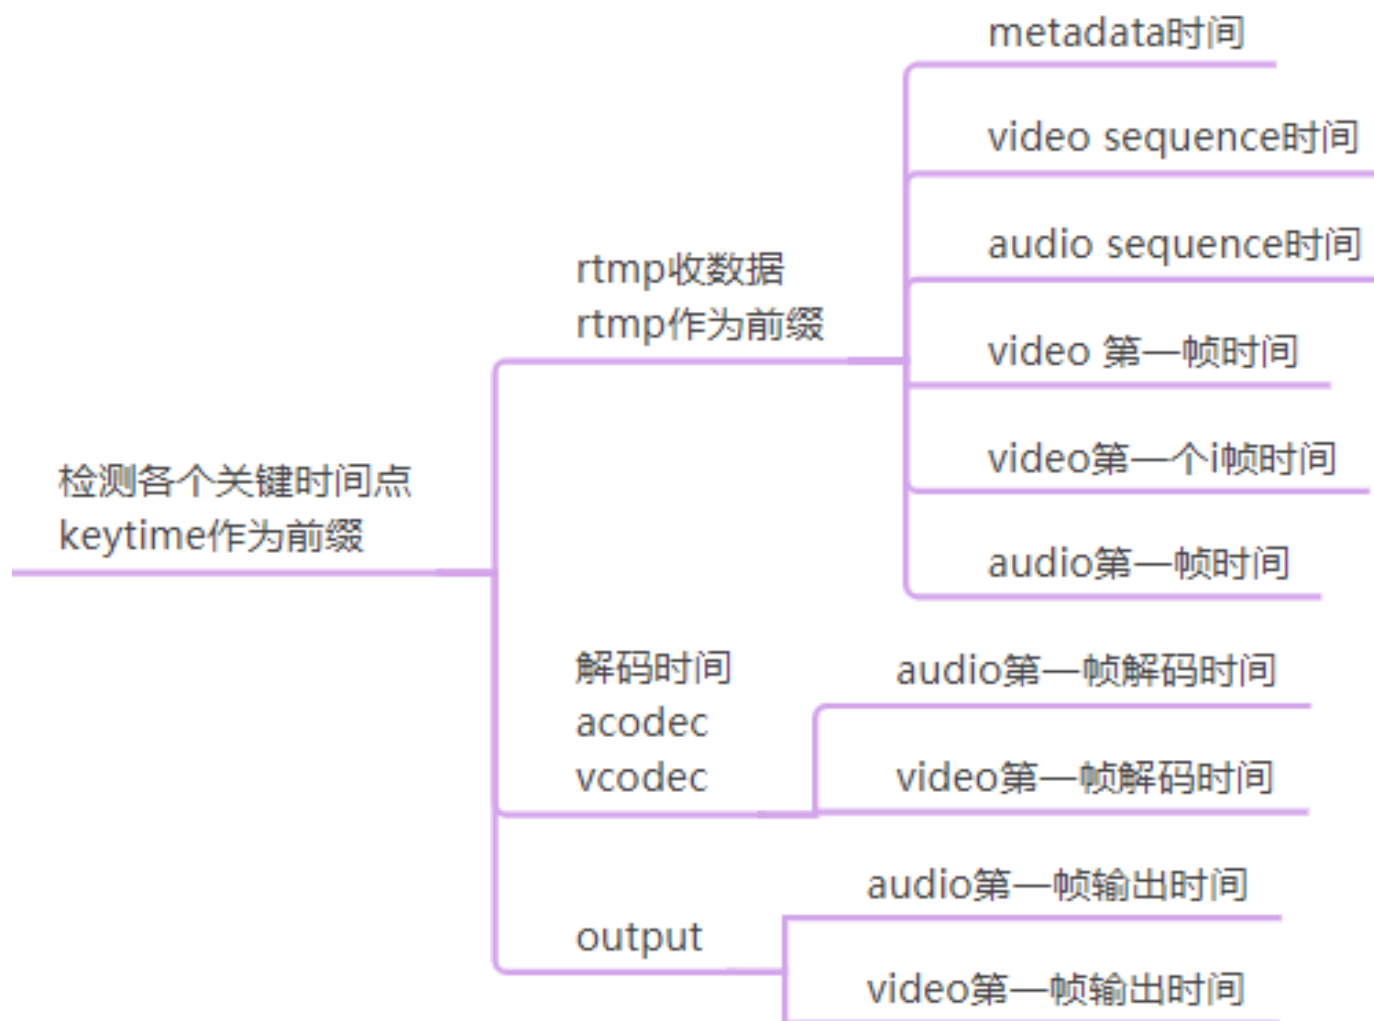 metadata时间
video sequence时间
audio sequence时间
rtmp收数据
rtmp作为前缀
video 第一帧时间
video第一个i帧时间
检测各个关键时间点
keytime作为前缀
audio第一帧时间
解码时间
acodec
vcodec
audio第一帧解码时间
video第一帧解码时间
output
audio第一帧输出时间
video第一帧输出时间